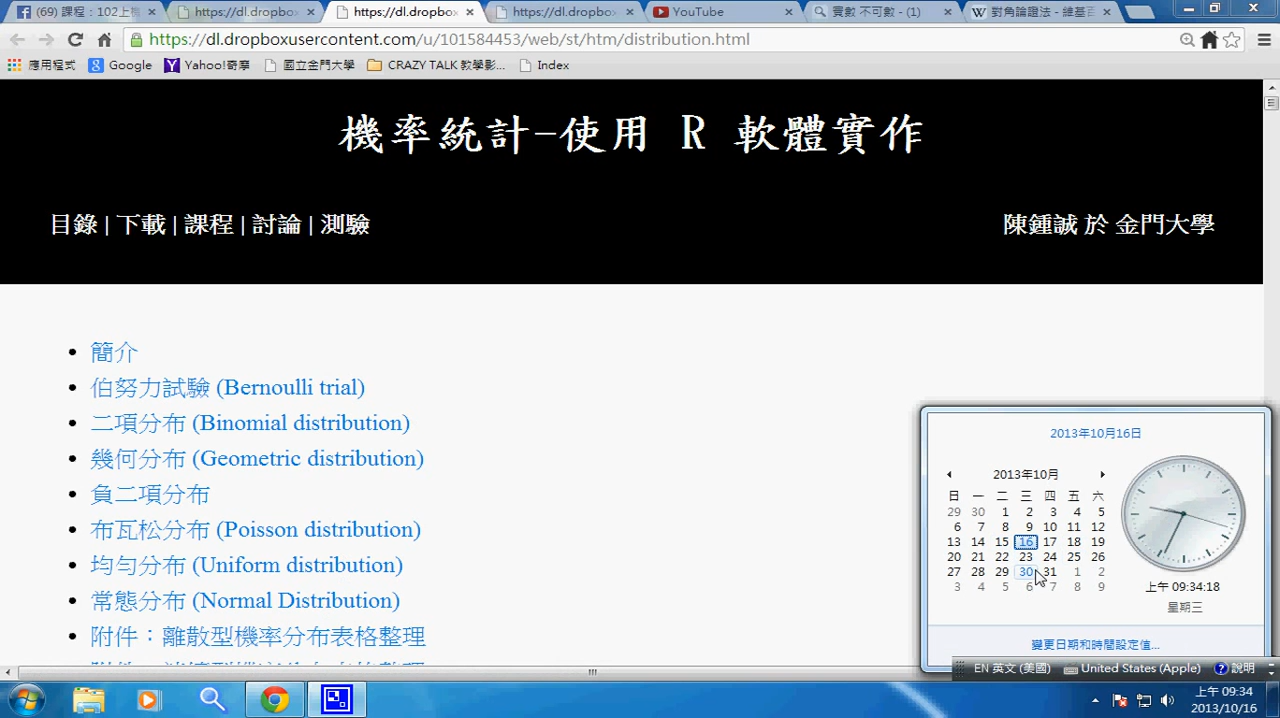 (69) 課程：102上機
https://dl.dropbox
https://dl.dropbox
https://dl.dropbox
YouTube
實數 不可數 - (1)
對角論證法 - 維基百
https://dl.dropboxusercontent.com/u/101584453/web/st/htm/distribution.html
應用程式 Google Yahoo!奇摩 國立金門大學 CRAZY TALK 教學影... Index
機率統計-使用 R 軟體實作
目錄 | 下載 | 課程 | 討論 | 測驗
陳鍾誠 於 金門大學
簡介
伯努力試驗 (Bernoulli trial)
二項分布 (Binomial distribution)
幾何分布 (Geometric distribution)
負二項分布
布瓦松分布 (Poisson distribution)
均勻分布 (Uniform distribution)
常態分布 (Normal Distribution)
附件：離散型機率分布表格整理
2013年10月16日
2013年10月
日 一 二 三 四 五 六
29 30 1 2 3 4 5
6 7 8 9 10 11 12
13 14 15 16 17 18 19
20 21 22 23 24 25 26
27 28 29 30 31 1 2
3 4 5 6 7 8 9
上午 09:34:18
星期三
變更日期和時間設定值...
EN 英文 (美國) United States (Apple) 說明
上午 09:34
2013/10/16